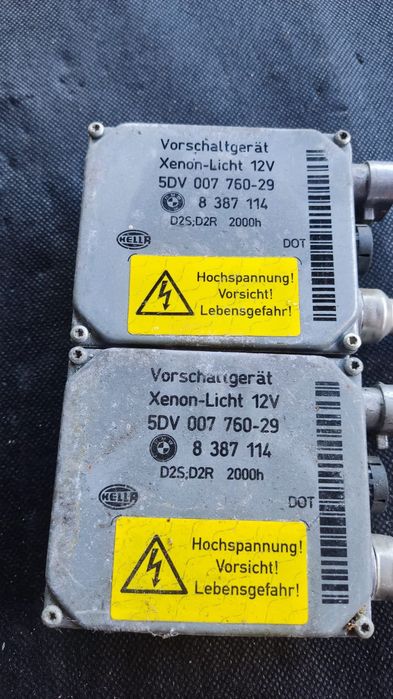 Vorschaltgerät
Xenon-Licht 12V
5DV 007 760-29
8 387 114
D2S;D2R 2000h
HELLA
DOT
Hochspannung!
Vorsicht!
Lebensgefahr!
Vorschaltgerät
Xenon-Licht 12V
5DV 007 760-29
8 387 114
D2S;D2R 2000h
HELLA
DOT
Hochspannung!
Vorsicht!
Lebensgefahr!